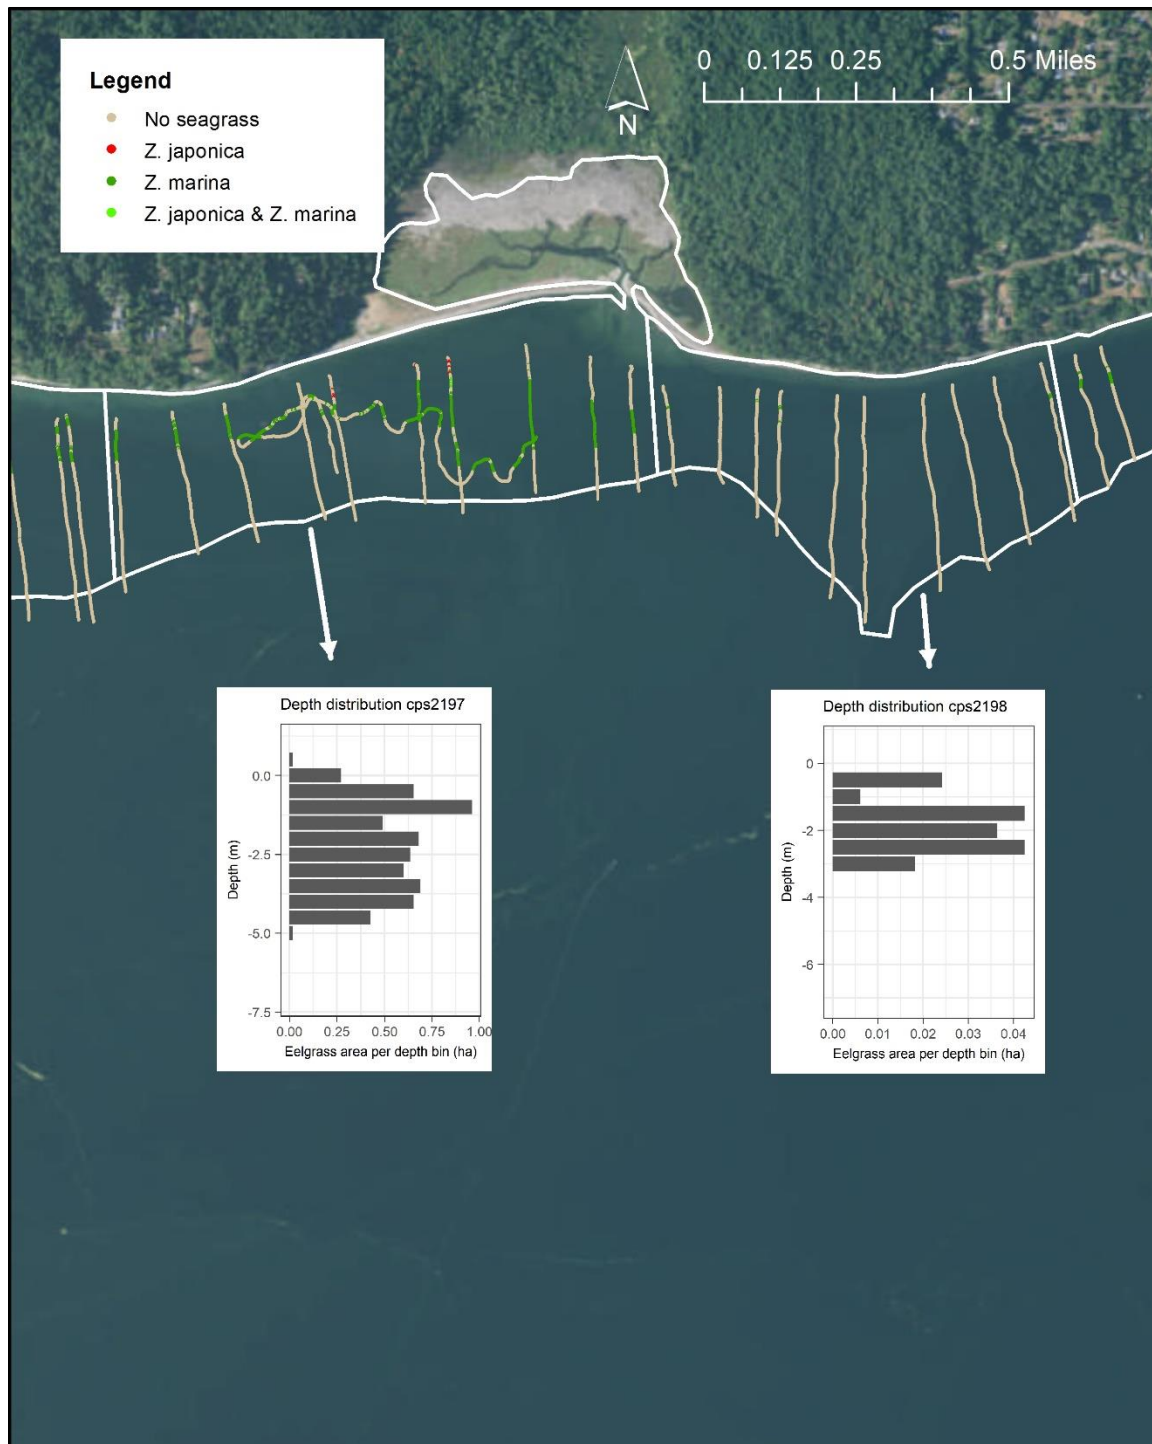 Legend
No seagrass
Z. japonica
Z. marina
Z. japonica & Z. marina
N
0 0.125 0.25 0.5 Miles
Depth distribution cps2197
0.0
-2.5
-5.0
-7.5
Depth (m)
0.00 0.25 0.50 0.75 1.00
Eelgrass area per depth bin (ha)
Depth distribution cps2198
0
-2
-4
-6
Depth (m)
0.00 0.01 0.02 0.03 0.04
Eelgrass area per depth bin (ha)